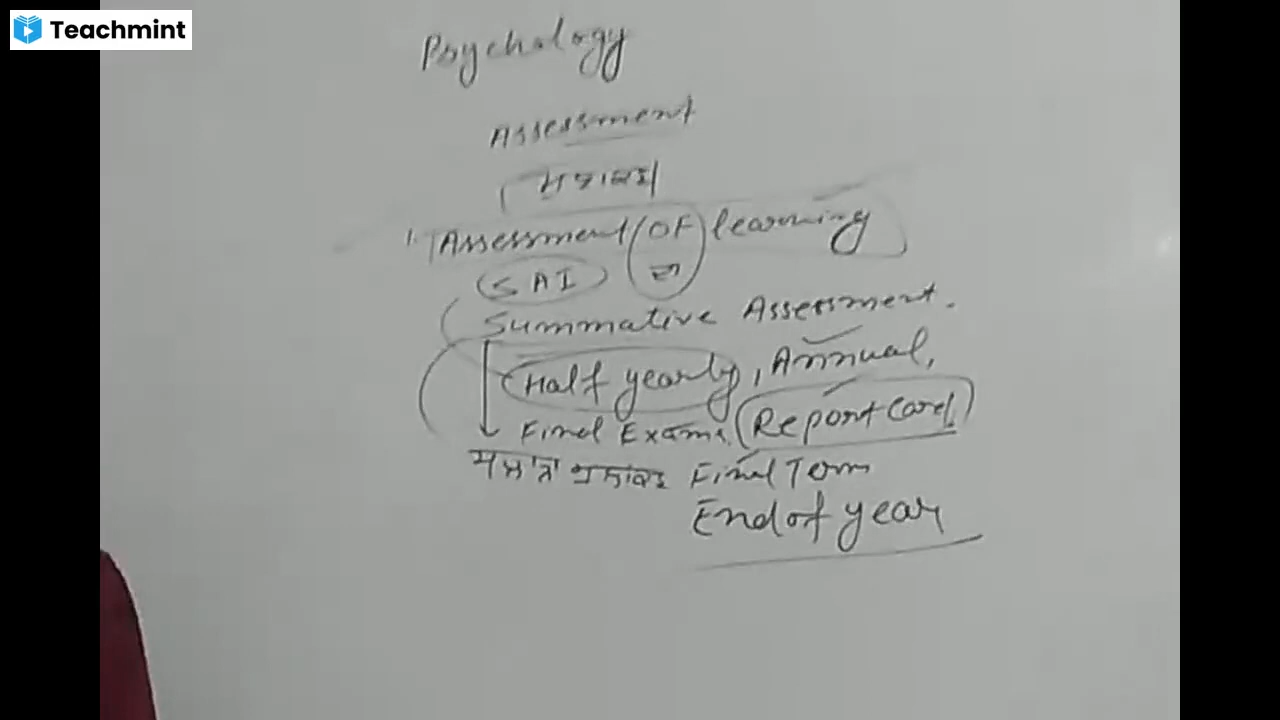 Teachmint
Psychology
Assessment
1. Assessment OF learning
SAI
Summative Assessment.
Half yearly, Annual,
Final Exams, Report Card
Final Term
End of year